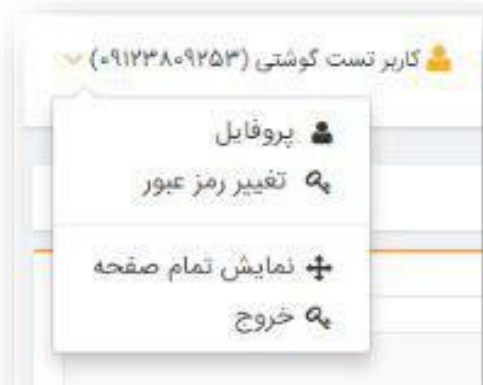 کاربر تست گوشتی (۰۹۱۲۳۸۰۹۲۵۳)
پروفایل
تغییر رمز عبور
نمایش تمام صفحه
خروج